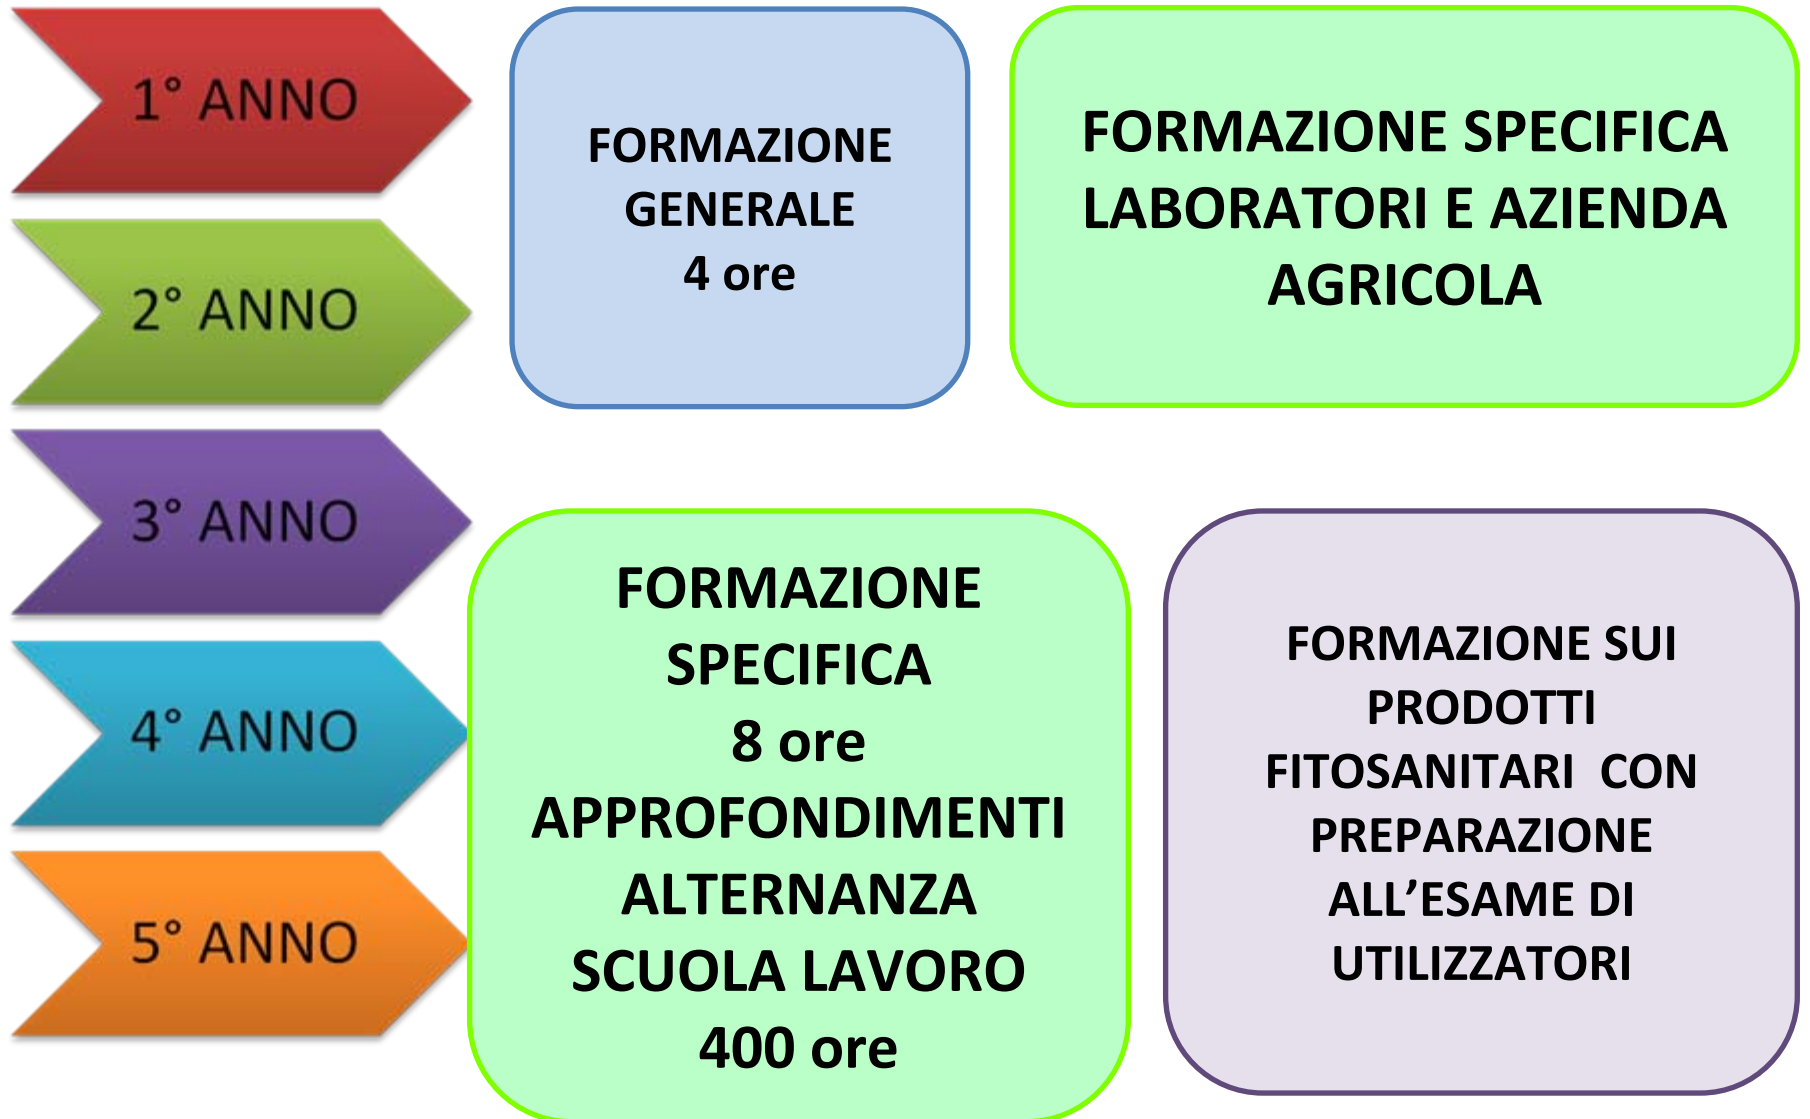 1° ANNO
2° ANNO
3° ANNO
4° ANNO
5° ANNO
FORMAZIONE
GENERALE
4 ore
FORMAZIONE SPECIFICA
LABORATORI E AZIENDA
AGRICOLA
FORMAZIONE
SPECIFICA
8 ore
APPROFONDIMENTI
ALTERNANZA
SCUOLA LAVORO
400 ore
FORMAZIONE SUI
PRODOTTI
FITOSANITARI  CON
PREPARAZIONE
ALL’ESAME DI
UTILIZZATORI